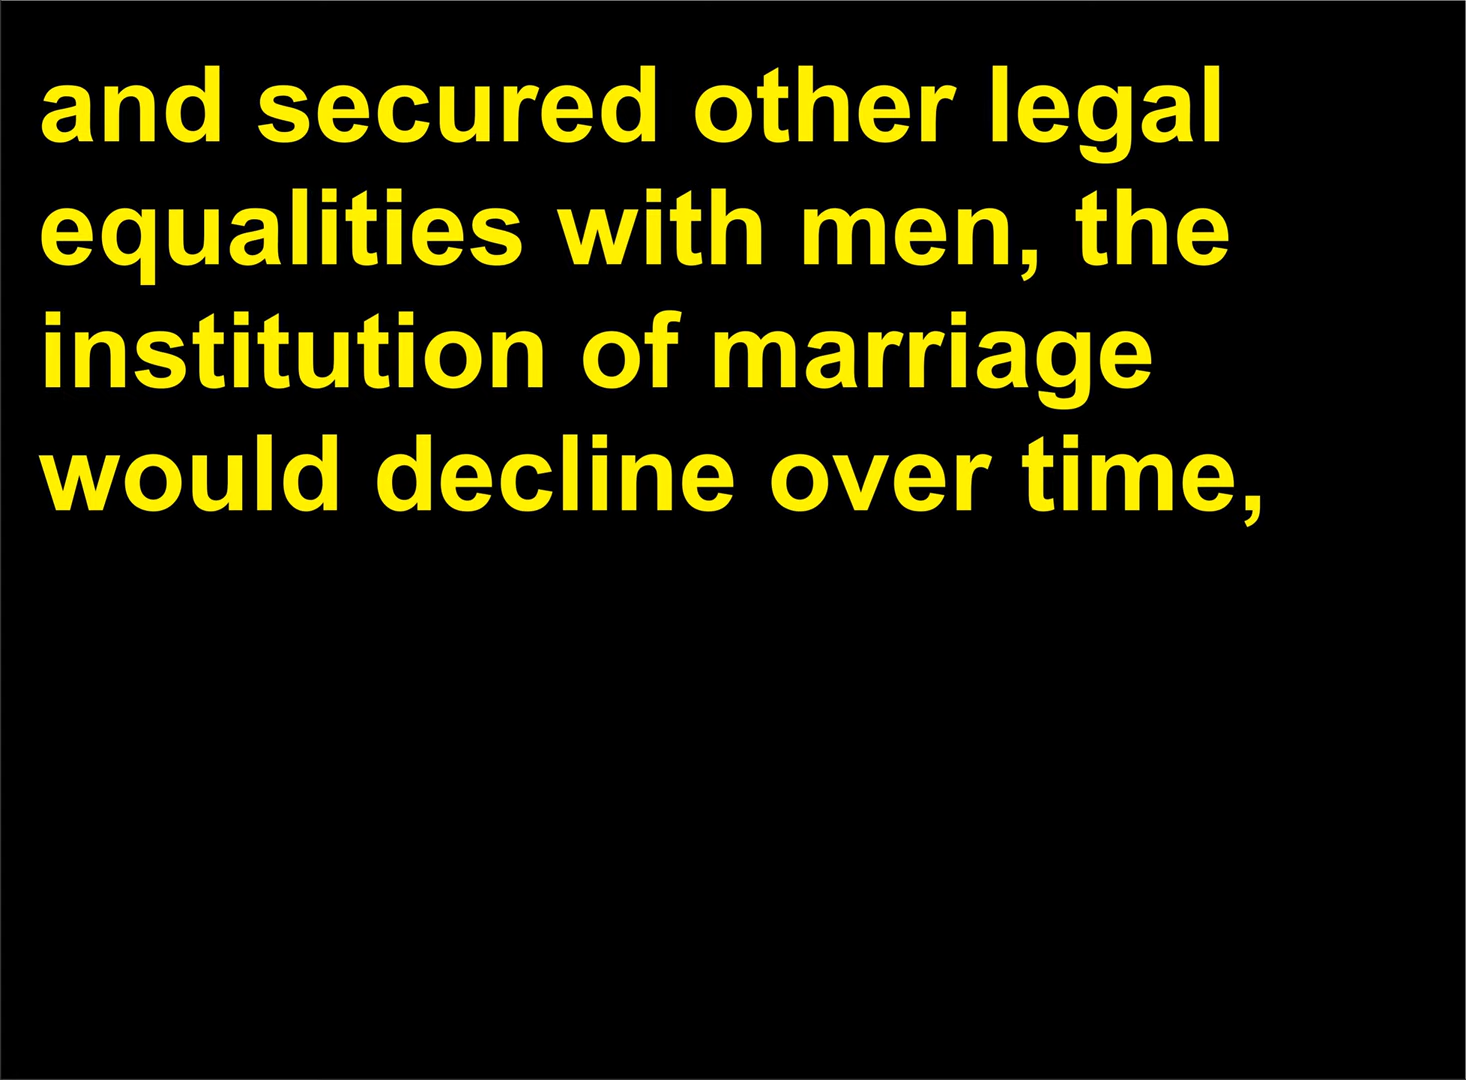 and secured other legal
equalities with men, the
institution of marriage
would decline over time,